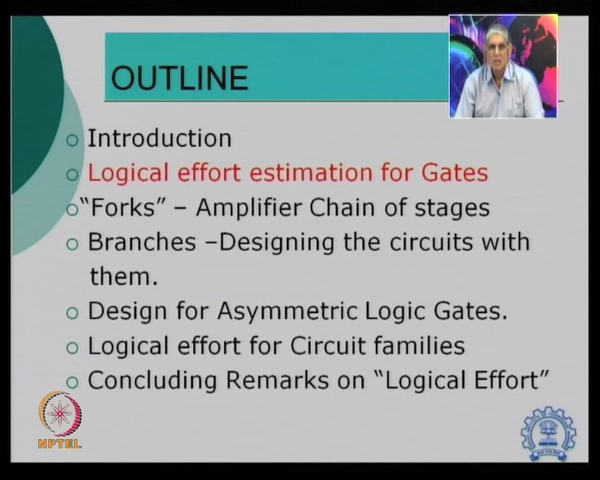 OUTLINE
Introduction
Logical effort estimation for Gates
"Forks" – Amplifier Chain of stages
Branches –Designing the circuits with
them.
Design for Asymmetric Logic Gates.
Logical effort for Circuit families
Concluding Remarks on "Logical Effort"
NPTEL